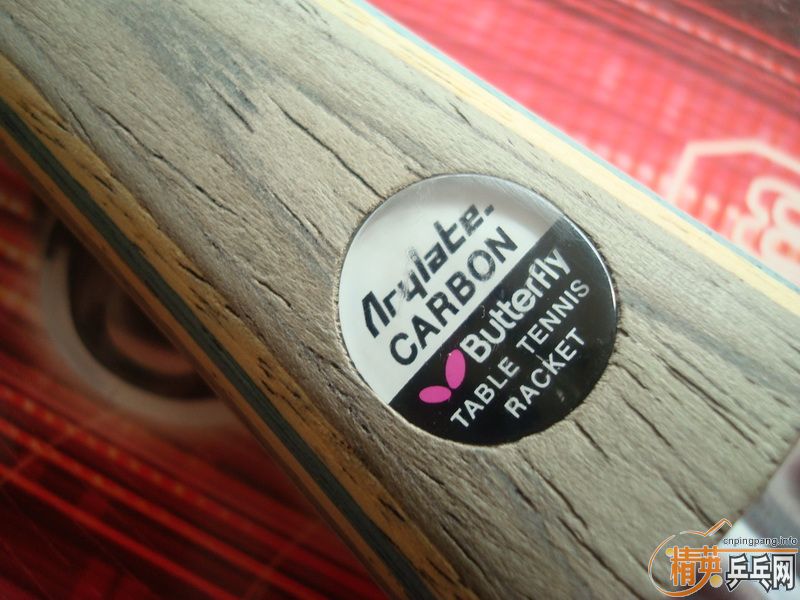 Arylate-
CARBON
Butterfly
TABLE TENNIS
RACKET
cnpingpang.info
精英乒乓网